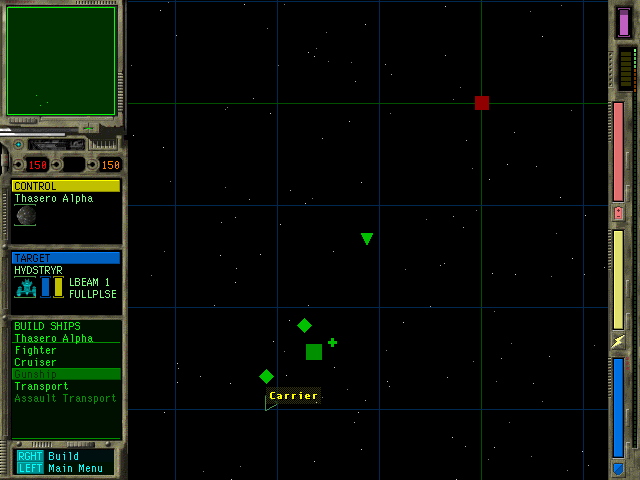 150 150
CONTROL
Thasero Alpha
TARGET
HYDSTRYR
LBEAM 1
FULLPLSE
BUILD SHIPS
Thasero Alpha
Fighter
Cruiser
Gunship
Transport
Assault Transport
RGHT Build
LEFT Main Menu
Carrier